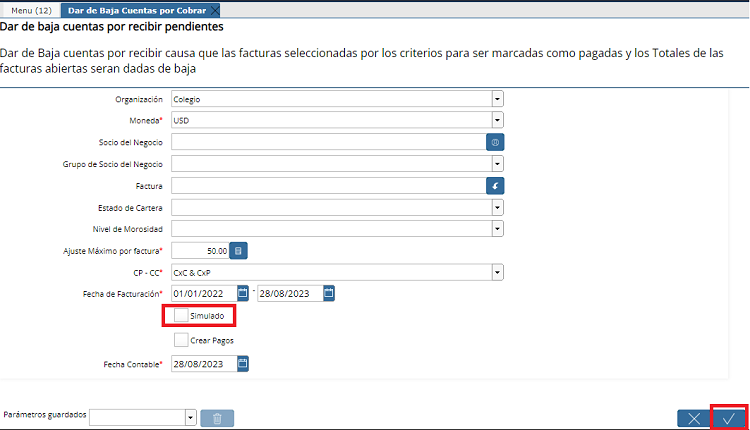 Menu (12) Dar de Baja Cuentas por Cobrar
Dar de baja cuentas por recibir pendientes
Dar de Baja cuentas por recibir causa que las facturas seleccionadas por los criterios para ser marcadas como pagadas y los Totales de las
facturas abiertas seran dadas de baja
Organización Colegio
Moneda* USD
Socio del Negocio
Grupo de Socio del Negocio
Factura
Estado de Cartera
Nivel de Morosidad
Ajuste Máximo por factura* 50,00
CP - CC* CxC & CxP
Fecha de Facturación* 01/01/2022 - 28/08/2023
Simulado
Crear Pagos
Fecha Contable* 28/08/2023
Parámetros guardados